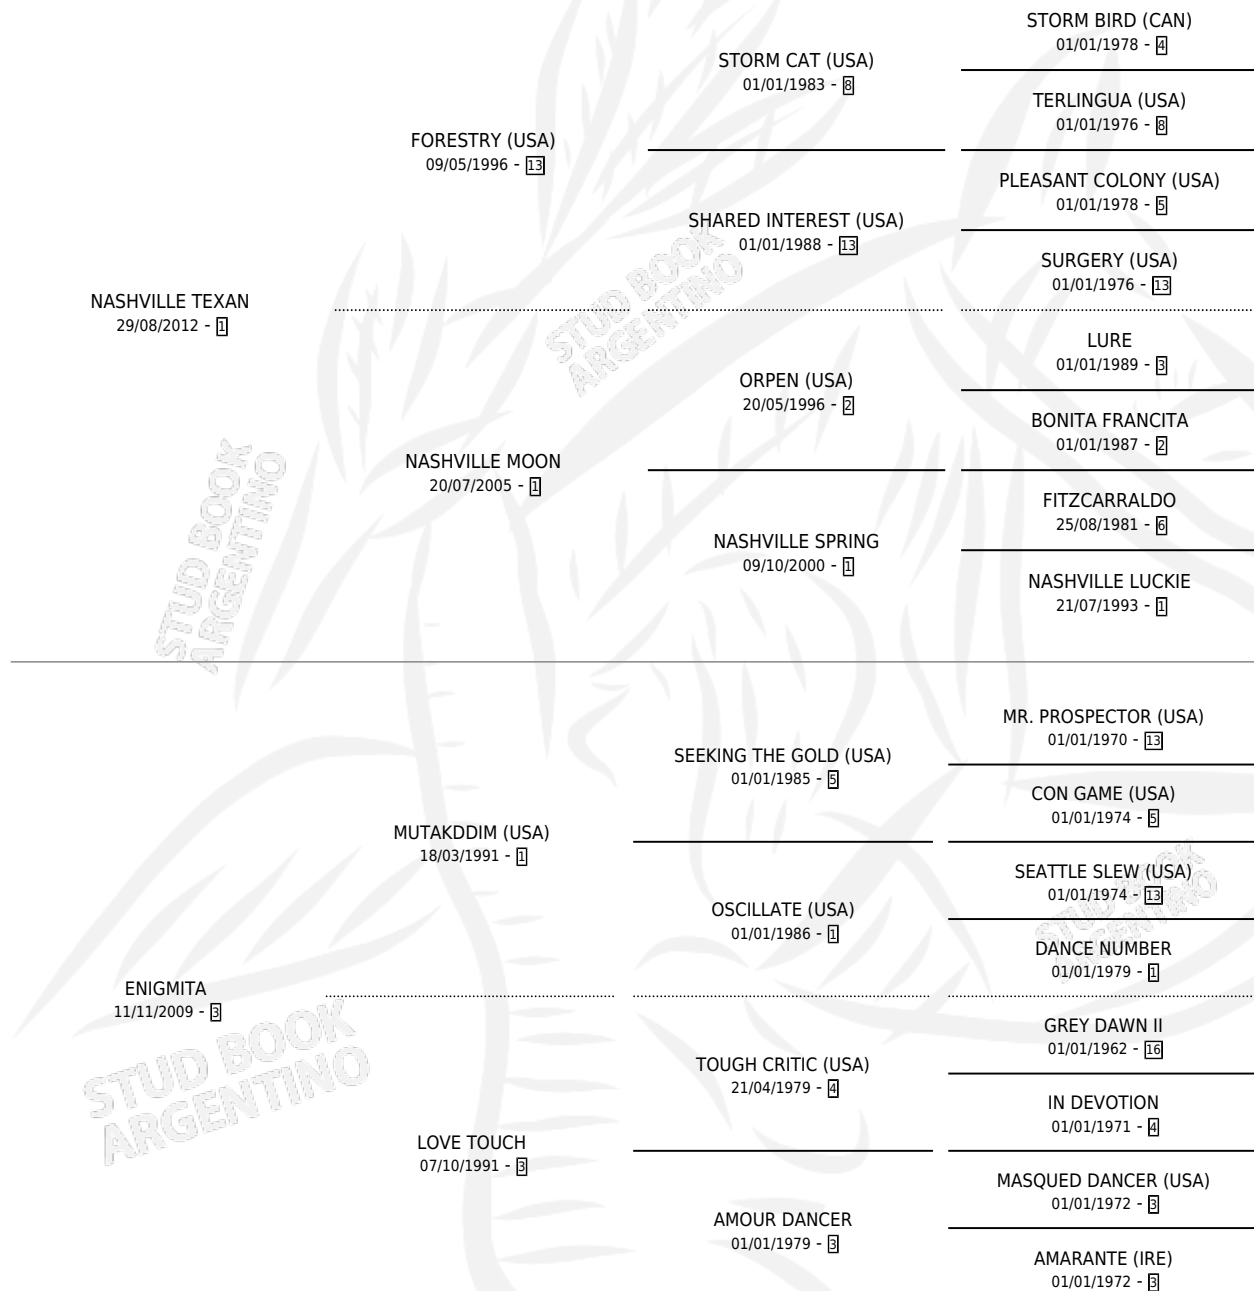 STORM BIRD (CAN)
01/01/1978 - 4
STORM CAT (USA)
01/01/1983 - 8
TERLINGUA (USA)
01/01/1976 - 8
FORESTRY (USA)
09/05/1996 - 13
PLEASANT COLONY (USA)
01/01/1978 - 5
SHARED INTEREST (USA)
01/01/1988 - 13
SURGERY (USA)
01/01/1976 - 13
NASHVILLE TEXAN
29/08/2012 - 1
LURE
01/01/1989 - 3
ORPEN (USA)
20/05/1996 - 2
BONITA FRANCITA
01/01/1987 - 2
NASHVILLE MOON
20/07/2005 - 1
FITZCARRALDO
25/08/1981 - 6
NASHVILLE SPRING
09/10/2000 - 1
NASHVILLE LUCKIE
21/07/1993 - 1
STUD BOOK
ARGENTINO
STUD BOOK
ARGENTINO
MR. PROSPECTOR (USA)
01/01/1970 - 13
SEEKING THE GOLD (USA)
01/01/1985 - 5
CON GAME (USA)
01/01/1974 - 5
MUTAKDDIM (USA)
18/03/1991 - 1
SEATTLE SLEW (USA)
01/01/1974 - 13
OSCILLATE (USA)
01/01/1986 - 1
DANCE NUMBER
01/01/1979 - 1
ENIGMITA
11/11/2009 - 3
GREY DAWN II
01/01/1962 - 16
TOUGH CRITIC (USA)
21/04/1979 - 4
IN DEVOTION
01/01/1971 - 4
LOVE TOUCH
07/10/1991 - 3
MASQUED DANCER (USA)
01/01/1972 - 3
AMOUR DANCER
01/01/1979 - 3
AMARANTE (IRE)
01/01/1972 - 3
STUD BOOK
ARGENTINO
STUD BOOK
ARGENTINO